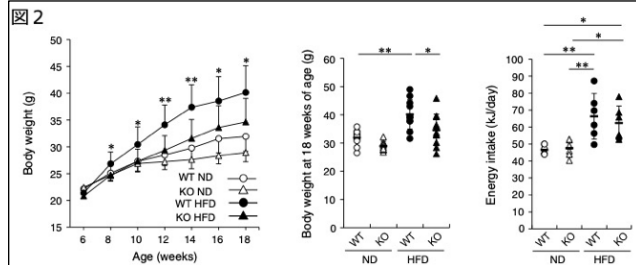 図2
Body weight (g)
50
45
40
35
30
25
20
15
10
* * ** ** * *
WT ND
KO ND
WT HFD
KO HFD
6 8 10 12 14 16 18
Age (weeks)
Body weight at 18 weeks of age (g)
60
50
40
30
20
10
0
** *
WT KO WT KO
ND HFD
Energy intake (kJ/day)
100
90
80
70
60
50
40
30
20
10
0
*
*
**
**
WT KO WT KO
ND HFD